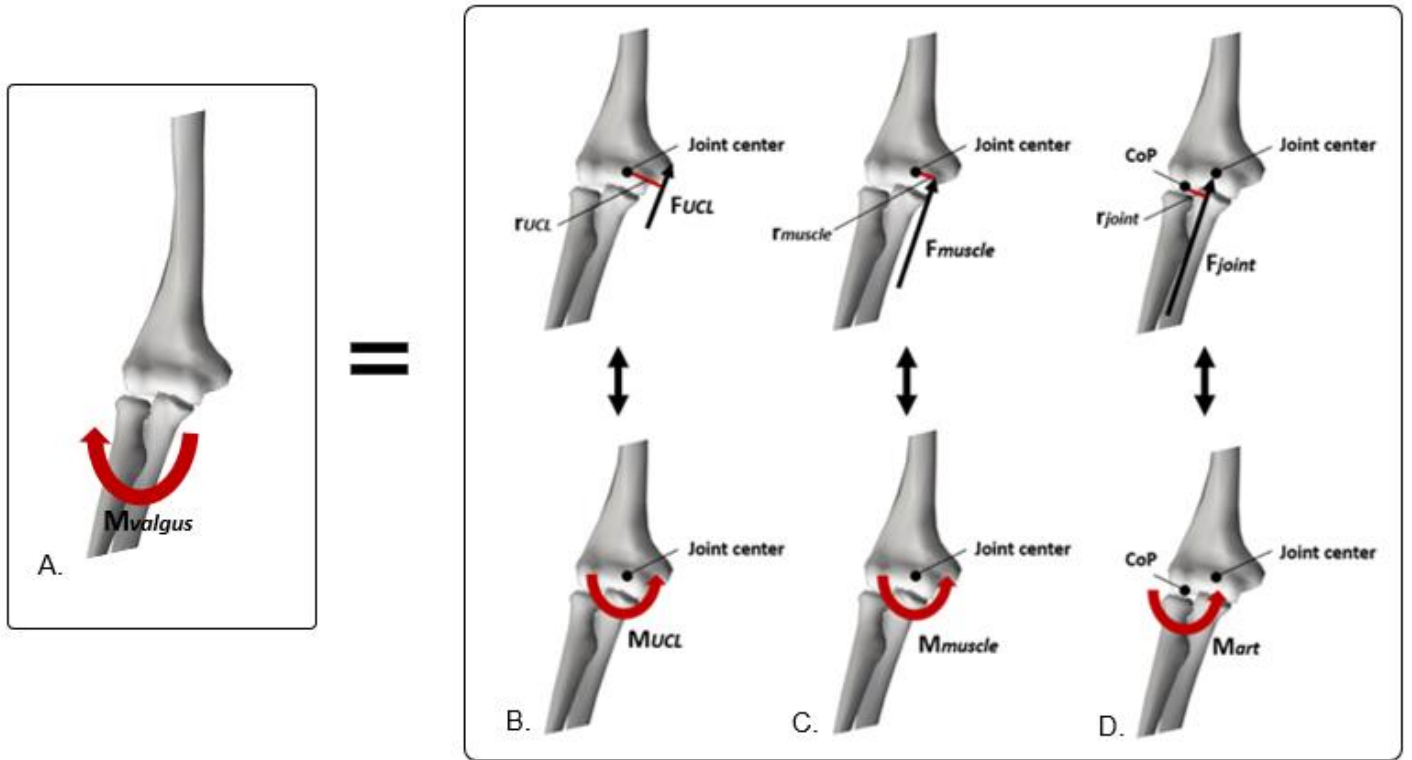 Mvalgus
A.
=
Joint center
rUCL
FUCL
Joint center
MUCL
B.
Joint center
rmuscle
Fmuscle
Joint center
Mmuscle
C.
CoP
Joint center
rjoint
Fjoint
CoP
Joint center
Mart
D.